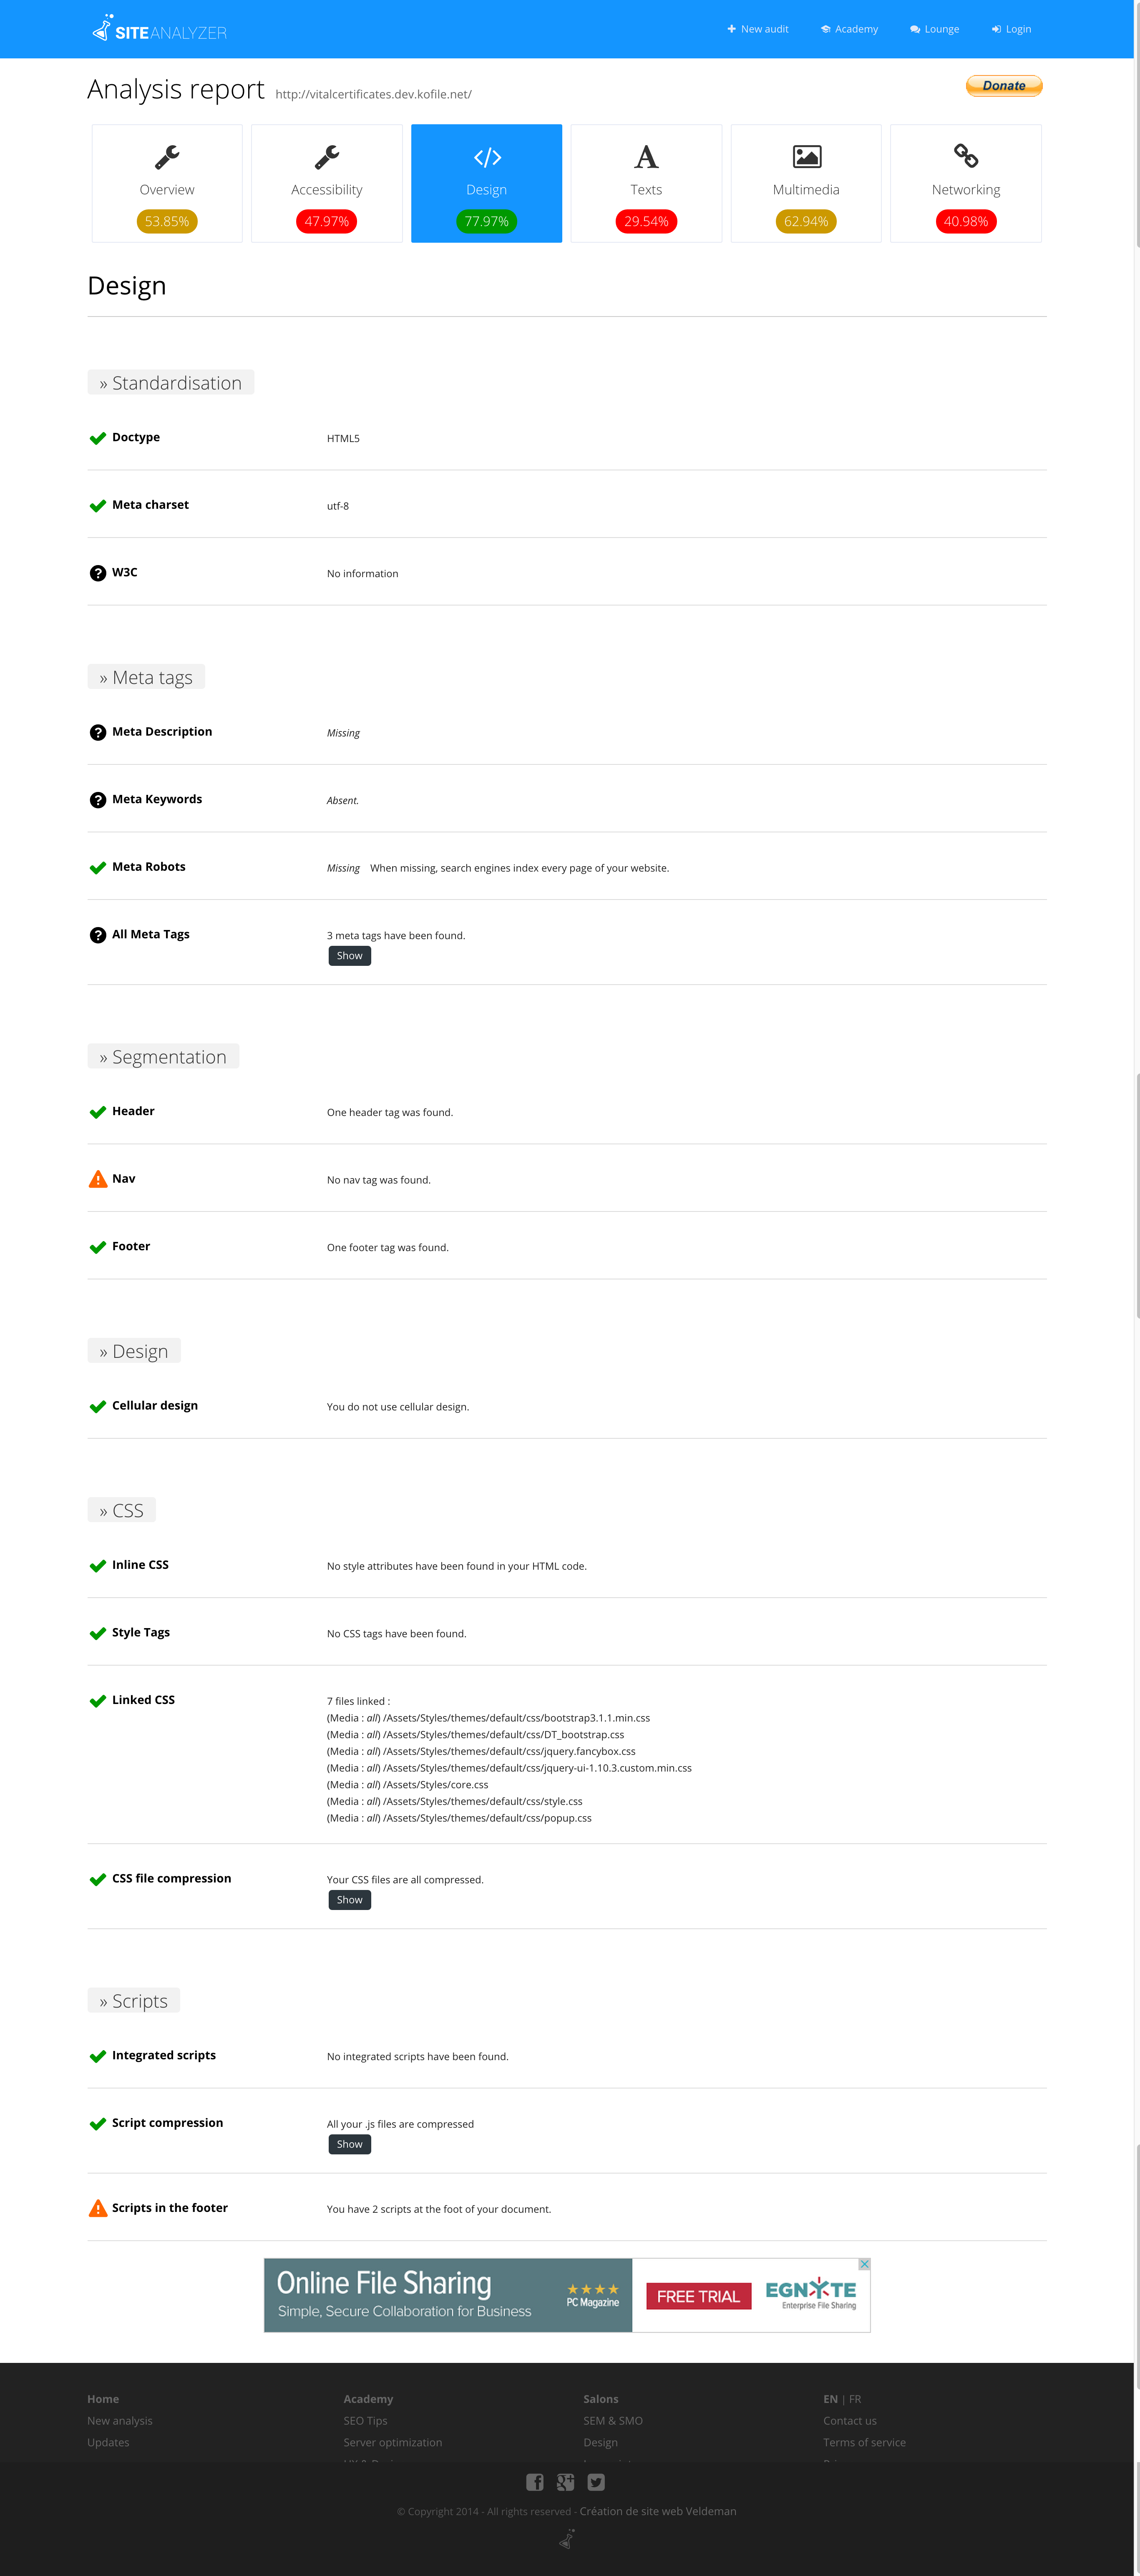 SITEANALYZER
New audit Academy Lounge Login
Analysis report http://vitalcertificates.dev.kofile.net/
Donate
Overview Accessibility Design Texts Multimedia Networking
53.85% 47.97% 77.97% 29.54% 62.94% 40.98%
Design
» Standardisation
Doctype HTML5
Meta charset utf-8
W3C No information
» Meta tags
Meta Description Missing
Meta Keywords Absent.
Meta Robots Missing When missing, search engines index every page of your website.
All Meta Tags 3 meta tags have been found.
Show
» Segmentation
Header One header tag was found.
Nav No nav tag was found.
Footer One footer tag was found.
» Design
Cellular design You do not use cellular design.
» CSS
Inline CSS No style attributes have been found in your HTML code.
Style Tags No CSS tags have been found.
Linked CSS 7 files linked :
(Media : all) /Assets/Styles/themes/default/css/bootstrap3.1.1.min.css
(Media : all) /Assets/Styles/themes/default/css/DT_bootstrap.css
(Media : all) /Assets/Styles/themes/default/css/jquery.fancybox.css
(Media : all) /Assets/Styles/themes/default/css/jquery-ui-1.10.3.custom.min.css
(Media : all) /Assets/Styles/core.css
(Media : all) /Assets/Styles/themes/default/css/style.css
(Media : all) /Assets/Styles/themes/default/css/popup.css
CSS file compression Your CSS files are all compressed.
Show
» Scripts
Integrated scripts No integrated scripts have been found.
Script compression All your .js files are compressed
Show
Scripts in the footer You have 2 scripts at the foot of your document.
Online File Sharing
Simple, Secure Collaboration for Business
PC Magazine
FREE TRIAL
EGNYTE
Enterprise File Sharing
Home Academy Salons EN | FR
New analysis SEO Tips SEM & SMO Contact us
Updates Server optimization Design Terms of service
© Copyright 2014 - All rights reserved - Création de site web Veldeman